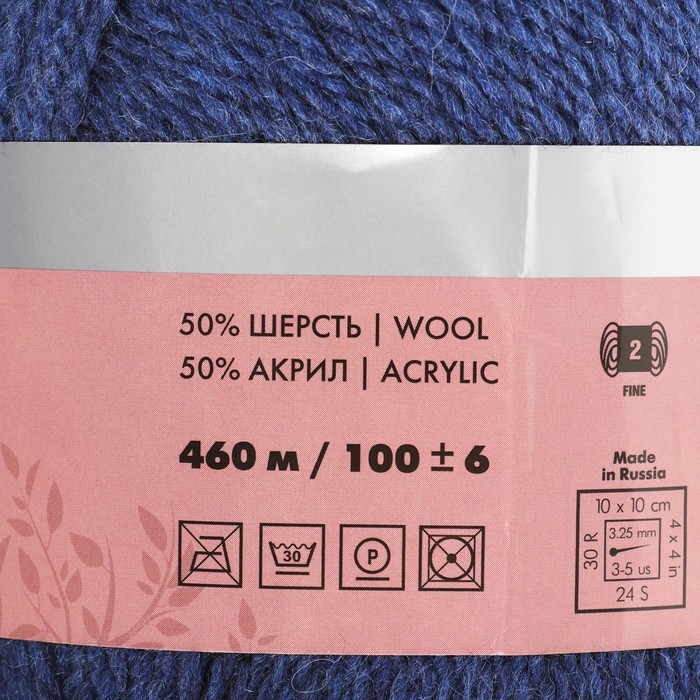 50% ШЕРСТЬ | WOOL
50% АКРИЛ | ACRYLIC
460 м / 100 ± 6
30
P
2
FINE
Made
in Russia
10 x 10 cm
30 R
3.25 mm
3-5 us
4 x 4 in
24 S